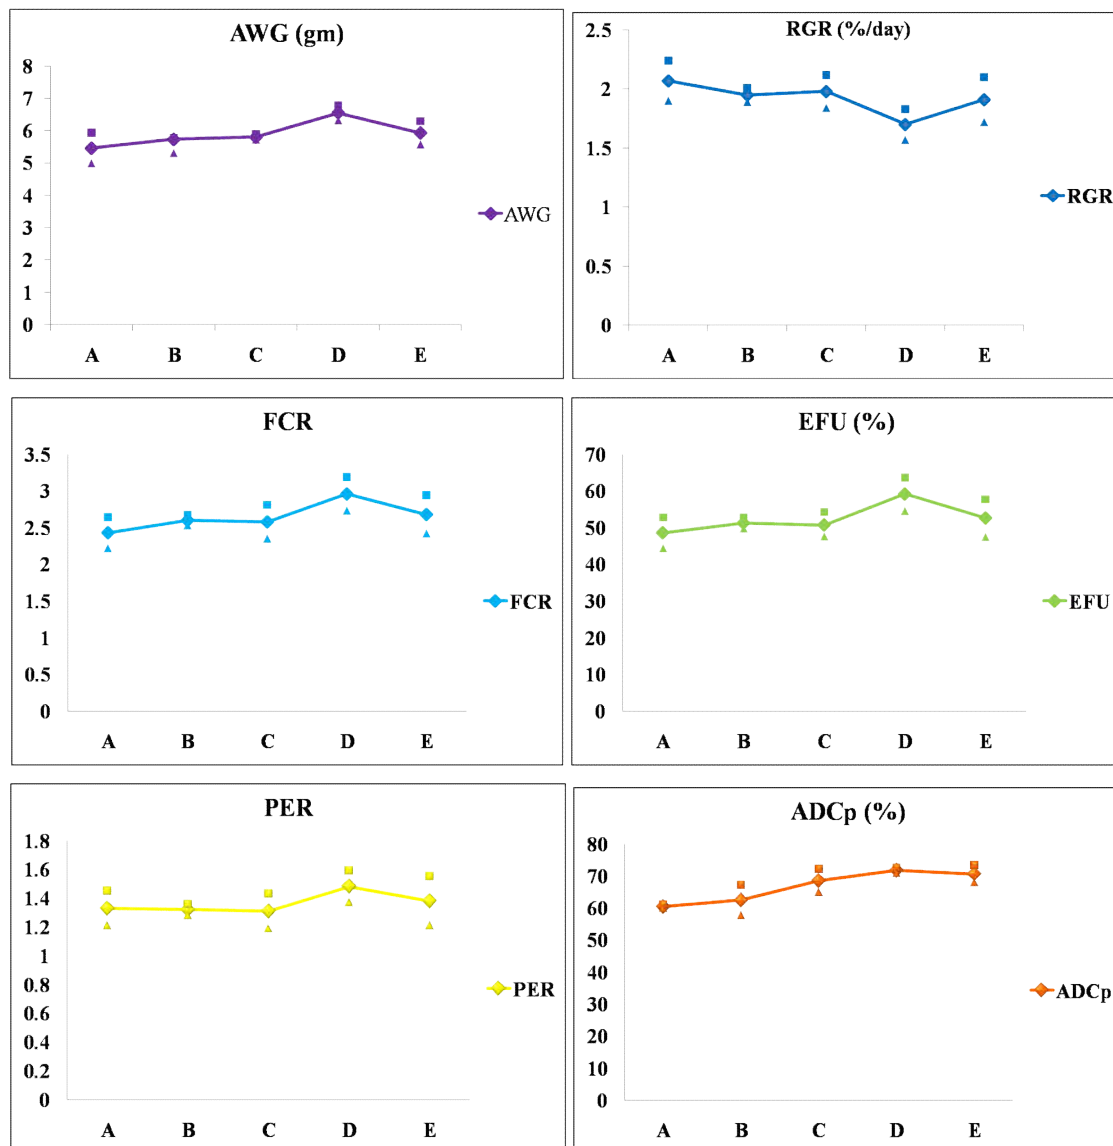 AWG (gm)
8
7
6
5
4
3
2
1
0
A B C D E
AWG
RGR (%/day)
2.5
2
1.5
1
0.5
0
A B C D E
RGR
FCR
3.5
3
2.5
2
1.5
1
0.5
0
A B C D E
FCR
EFU (%)
70
60
50
40
30
20
10
0
A B C D E
EFU
PER
1.8
1.6
1.4
1.2
1
0.8
0.6
0.4
0.2
0
A B C D E
PER
ADCp (%)
80
70
60
50
40
30
20
10
0
A B C D E
ADCp